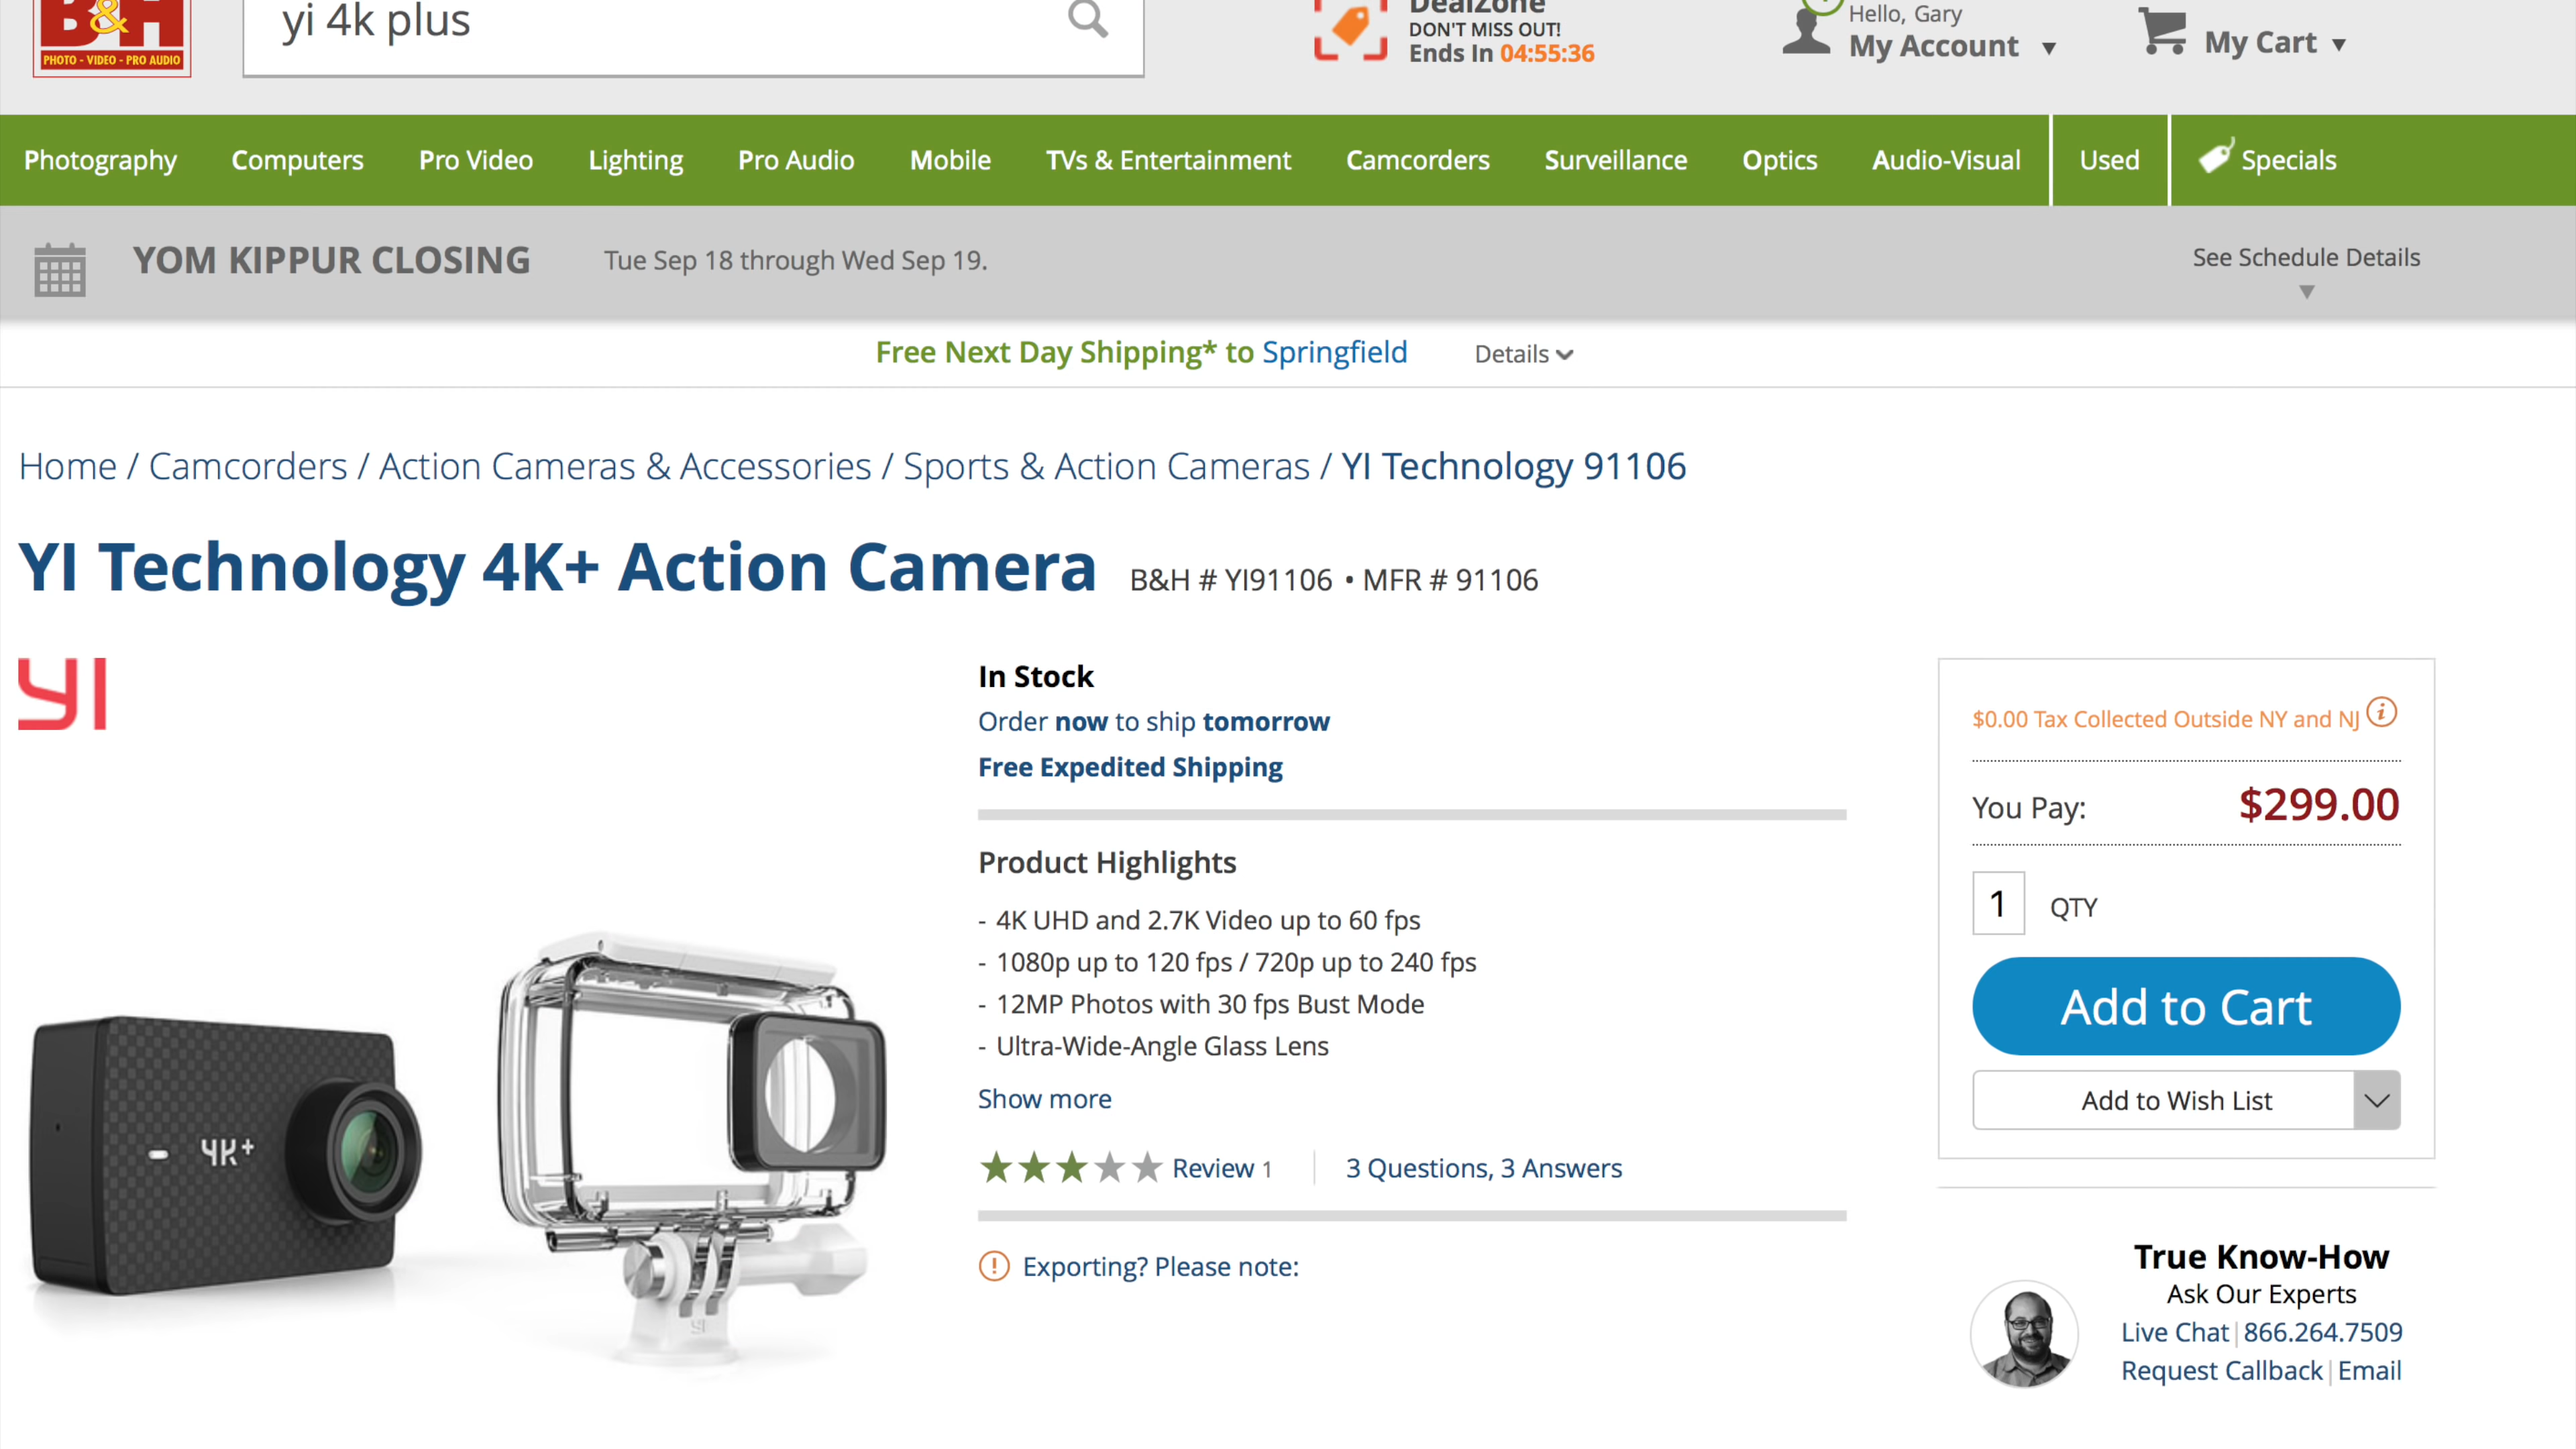 B&H
PHOTO - VIDEO - PRO AUDIO
yi 4k plus
DealZone
DON'T MISS OUT!
Ends In 04:55:36
Hello, Gary
My Account
My Cart
Photography Computers Pro Video Lighting Pro Audio Mobile TVs & Entertainment Camcorders Surveillance Optics Audio-Visual Used Specials
YOM KIPPUR CLOSING Tue Sep 18 through Wed Sep 19. See Schedule Details
Free Next Day Shipping* to Springfield Details
Home / Camcorders / Action Cameras & Accessories / Sports & Action Cameras / YI Technology 91106
YI Technology 4K+ Action Camera B&H # YI91106 • MFR # 91106
YI
4K+
YI
In Stock
Order now to ship tomorrow
Free Expedited Shipping
Product Highlights
- 4K UHD and 2.7K Video up to 60 fps
- 1080p up to 120 fps / 720p up to 240 fps
- 12MP Photos with 30 fps Bust Mode
- Ultra-Wide-Angle Glass Lens
Show more
Review 1 3 Questions, 3 Answers
Exporting? Please note:
$0.00 Tax Collected Outside NY and NJ
You Pay: $299.00
1 QTY
Add to Cart
Add to Wish List
True Know-How
Ask Our Experts
Live Chat | 866.264.7509
Request Callback | Email